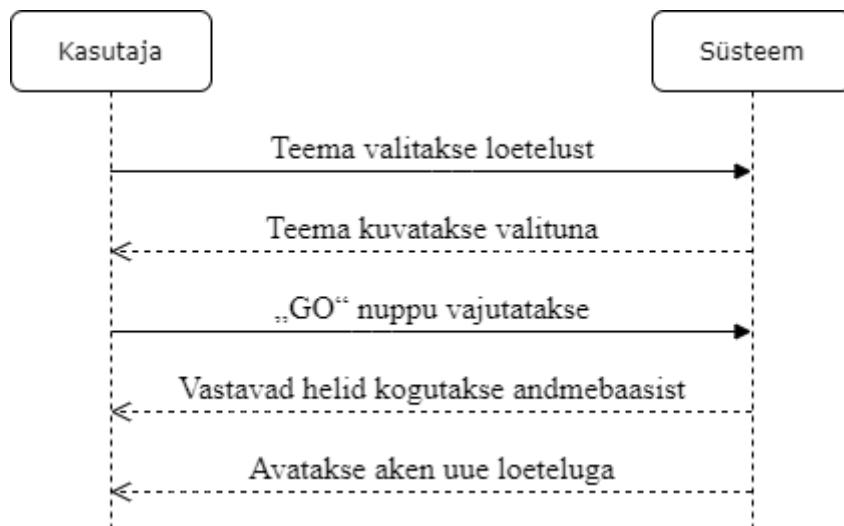 Kasutaja
Süsteem
Teema valitakse loetelust
Teema kuvatakse valituna
„GO“ nuppu vajutatakse
Vastavad helid kogutakse andmebaasist
Avatakse aken uue loeteluga